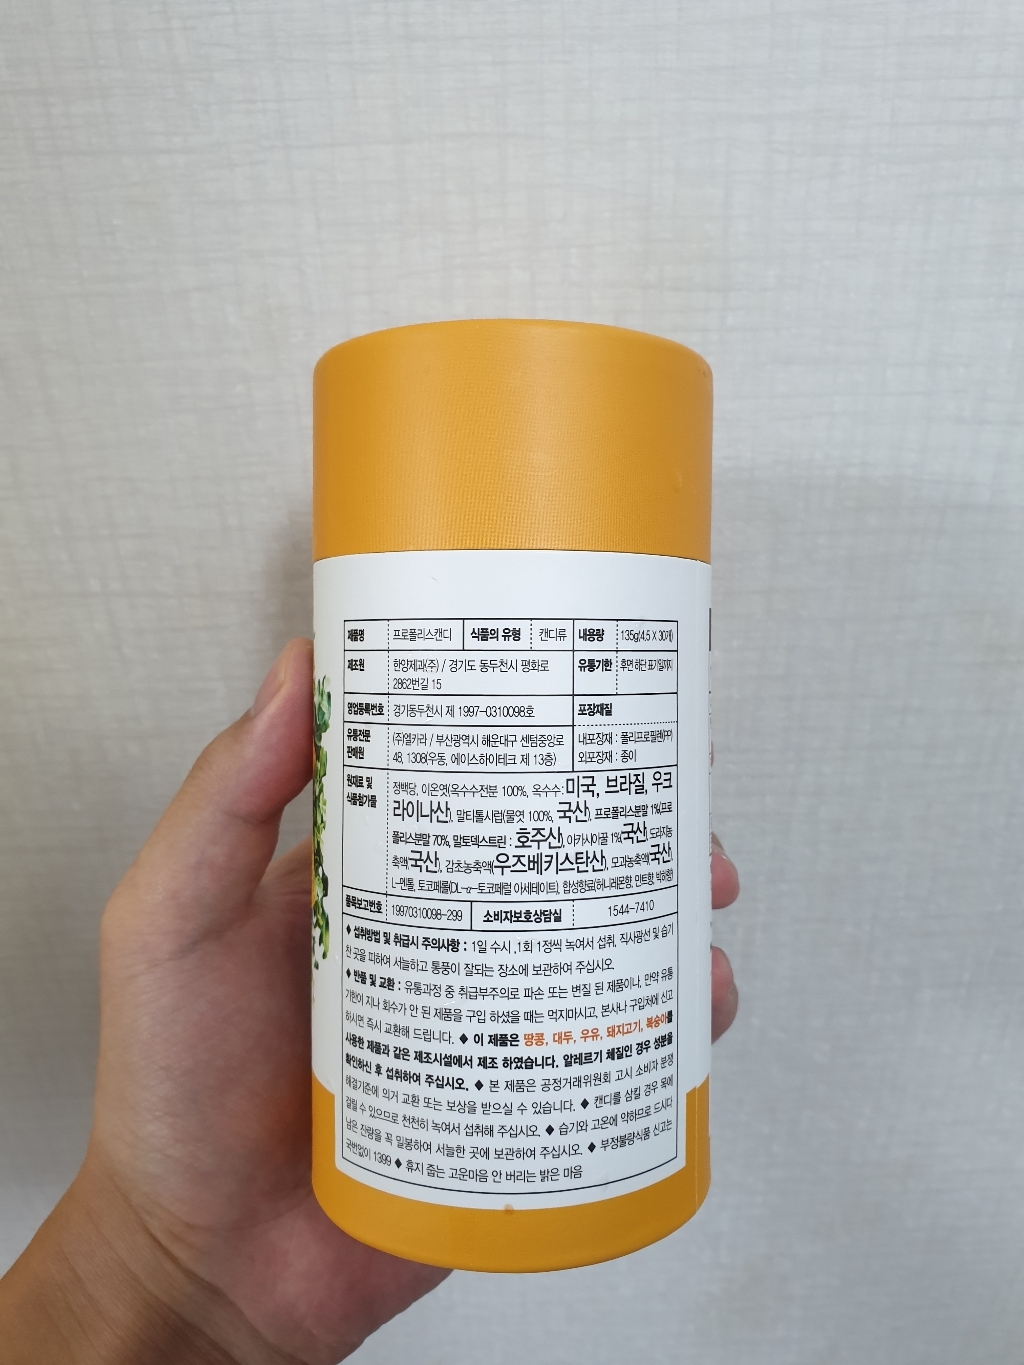 제품명 프로폴리스캔디 식품의 유형 캔디류 내용량 135g(4.5 X 30개)
제조원 한양제과(주) / 경기도 동두천시 평화로 2862번길 15 유통기한 후면 하단 표기일까지
영업등록번호 경기동두천시 제 1997-0310098호 포장재질
유통전문판매원 (주)엘카라 / 부산광역시 해운대구 센텀중앙로 내포장재 : 폴리프로필렌(PP)
48, 1308(우동, 에이스하이테크 제 13층) 외포장재 : 종이
원재료 및 식품첨가물 정백당, 이온엿(옥수수전분 100%, 옥수수:미국, 브라질, 우크
라이나산), 말티톨시럽(물엿 100%, 국산), 프로폴리스분말 1%(프로
폴리스분말 70%, 말토덱스트린 : 호주산), 아카시아꿀 1%(국산), 도라지농
축액(국산), 감초농축액(우즈베키스탄산), 모과농축액(국산),
L-멘톨, 토코페롤(DL-α-토코페릴 아세테이트), 합성향료(허니레몬향, 민트향, 박하향)
품목보고번호 19970310098-299 소비자보호상담실 1544-7410
◆ 섭취방법 및 취급시 주의사항 : 1일 수시 ,1회 1정씩 녹여서 섭취, 직사광선 및 습기
찬 곳을 피하여 서늘하고 통풍이 잘되는 장소에 보관하여 주십시오.
◆ 반품 및 교환 : 유통과정 중 취급부주의로 파손 또는 변질 된 제품이나, 만약 유통
기한이 지나 회수가 안 된 제품을 구입 하셨을 때는 먹지마시고, 본사나 구입처에 신고
하시면 즉시 교환해 드립니다. ◆ 이 제품은 땅콩, 대두, 우유, 돼지고기, 복숭아를
사용한 제품과 같은 제조시설에서 제조 하였습니다. 알레르기 체질인 경우 성분을
확인하신 후 섭취하여 주십시오. ◆ 본 제품은 공정거래위원회 고시 소비자 분쟁
해결기준에 의거 교환 또는 보상을 받으실 수 있습니다. ◆ 캔디를 삼킬 경우 목에
걸릴 수 있으므로 천천히 녹여서 섭취해 주십시오. ◆ 습기와 고온에 약하므로 드시다
남은 잔량을 꼭 밀봉하여 서늘한 곳에 보관하여 주십시오. ◆ 부정불량식품 신고는
국번없이 1399 ◆ 휴지 줍는 고운마음 안 버리는 밝은 마음